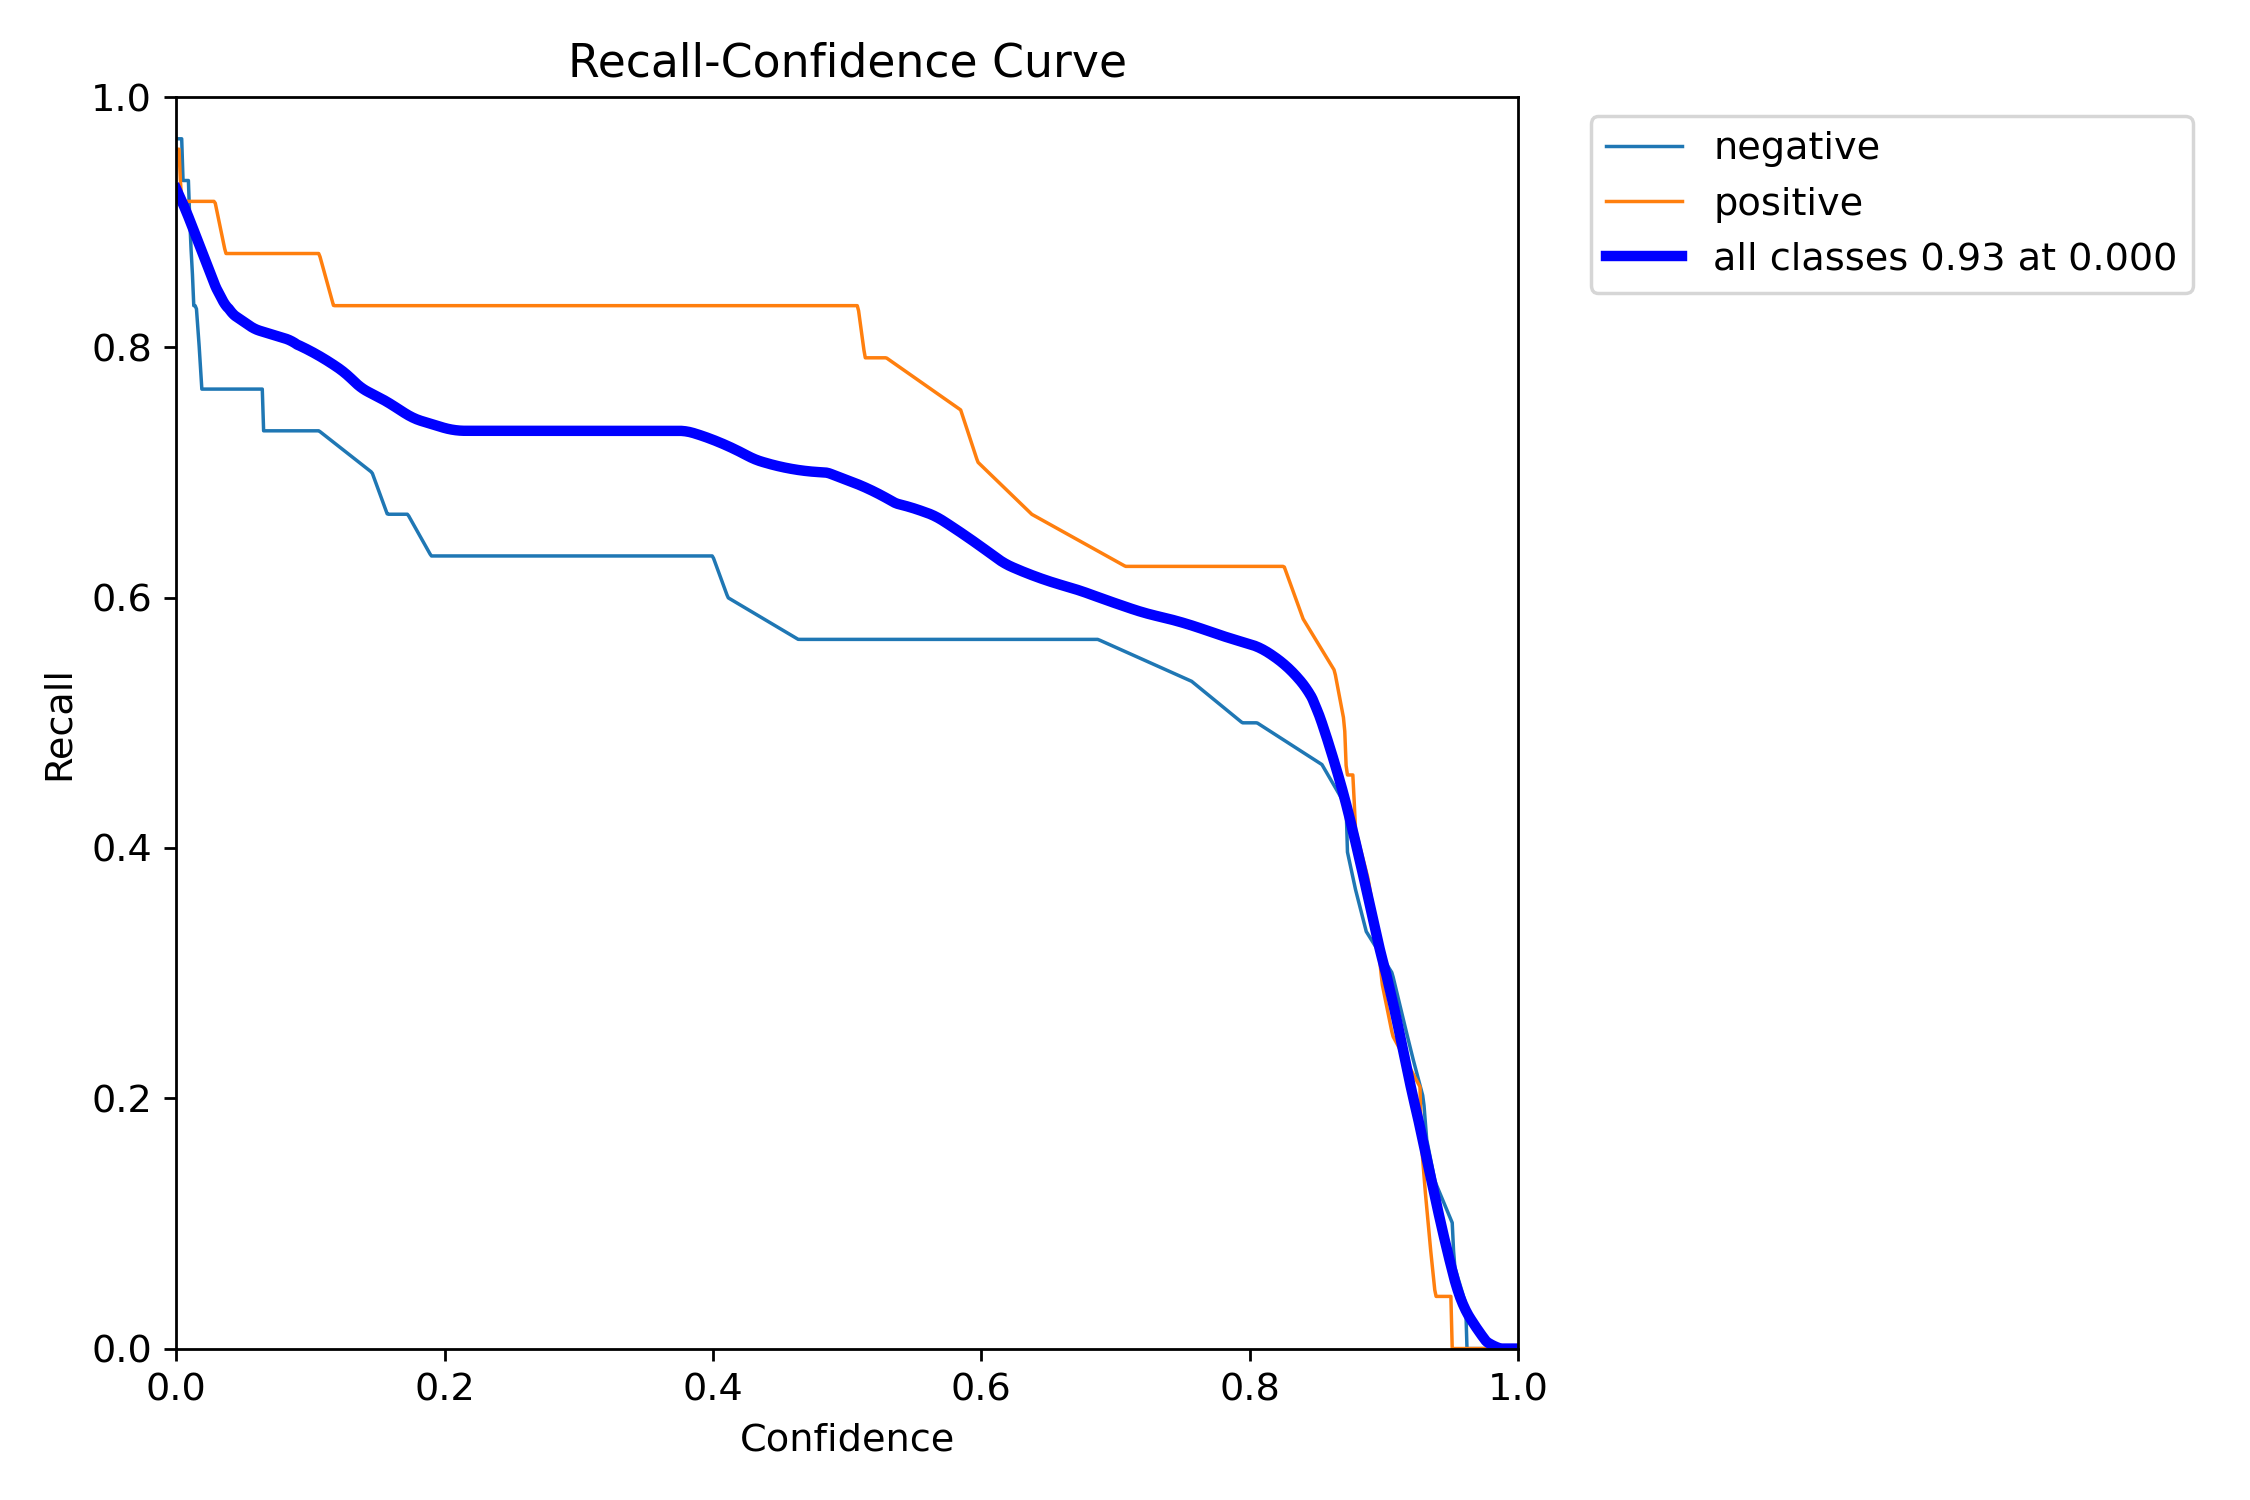 Recall-Confidence Curve
1.0
0.8
0.6
0.4
0.2
0.0
Recall
0.0 0.2 0.4 0.6 0.8 1.0
Confidence
negative
positive
all classes 0.93 at 0.000